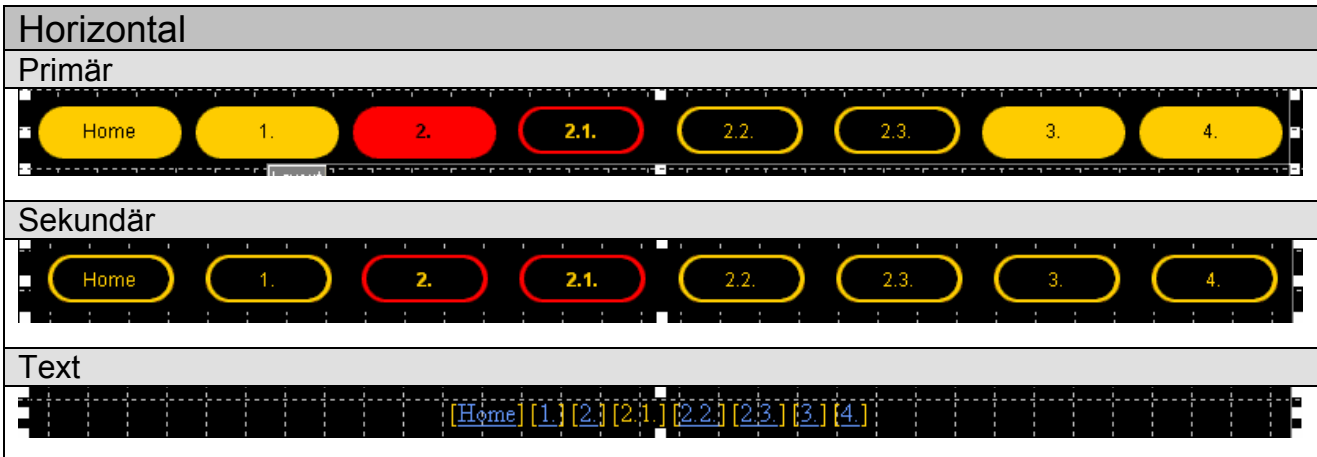 Horizontal
Primär
Home 1. 2. 2.1. 2.2. 2.3. 3. 4.
Sekundär
Home 1. 2. 2.1. 2.2. 2.3. 3. 4.
Text
[Home] [1.] [2.] [2.1.] [2.2.] [2.3.] [3.] [4.]